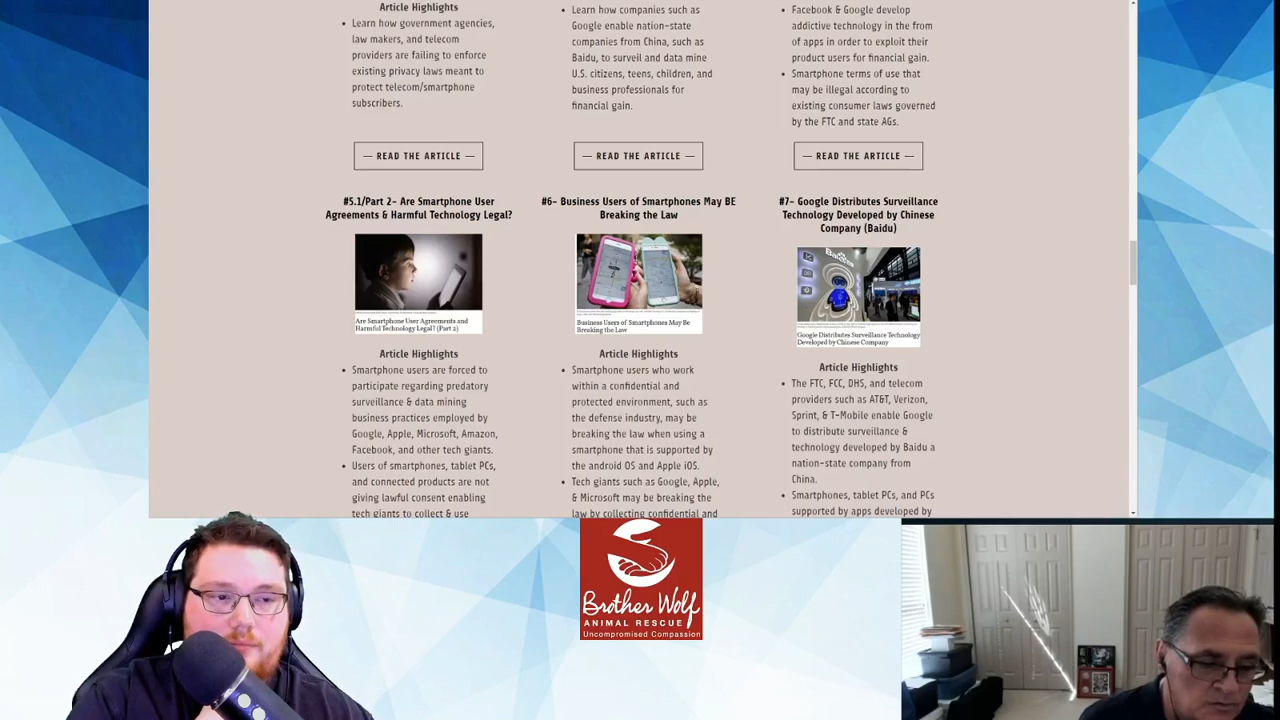 Article Highlights
• Learn how government agencies,
law makers, and telecom
providers are failing to enforce
existing privacy laws meant to
protect telecom/smartphone
subscribers.
— READ THE ARTICLE —
• Learn how companies such as
Google enable nation-state
companies from China, such as
Baidu, to surveil and data mine
U.S. citizens, teens, children, and
business professionals for
financial gain.
— READ THE ARTICLE —
• Facebook & Google develop
addictive technology in the from
of apps in order to exploit their
product users for financial gain.
• Smartphone terms of use that
may be illegal according to
existing consumer laws governed
by the FTC and state AGs.
— READ THE ARTICLE —
#5.1/Part 2- Are Smartphone User
Agreements & Harmful Technology Legal?
Are Smartphone User Agreements and
Harmful Technology Legal? (Part 2)
Article Highlights
• Smartphone users are forced to
participate regarding predatory
surveillance & data mining
business practices employed by
Google, Apple, Microsoft, Amazon,
Facebook, and other tech giants.
• Users of smartphones, tablet PCs,
and connected products are not
giving lawful consent enabling
tech giants to collect & use
#6- Business Users of Smartphones May BE
Breaking the Law
Business Users of Smartphones May Be
Breaking the Law
Article Highlights
• Smartphone users who work
within a confidential and
protected environment, such as
the defense industry, may be
breaking the law when using a
smartphone that is supported by
the android OS and Apple iOS.
• Tech giants such as Google, Apple,
& Microsoft may be breaking the
law by collecting confidential and
#7- Google Distributes Surveillance
Technology Developed by Chinese
Company (Baidu)
Google Distributes Surveillance Technology
Developed by Chinese Company
Article Highlights
• The FTC, FCC, DHS, and telecom
providers such as AT&T, Verizon,
Sprint, & T-Mobile enable Google
to distribute surveillance &
technology developed by Baidu a
nation-state company from
China.
• Smartphones, tablet PCs, and PCs
supported by apps developed by
Brother Wolf
ANIMAL RESCUE
Uncompromised Compassion